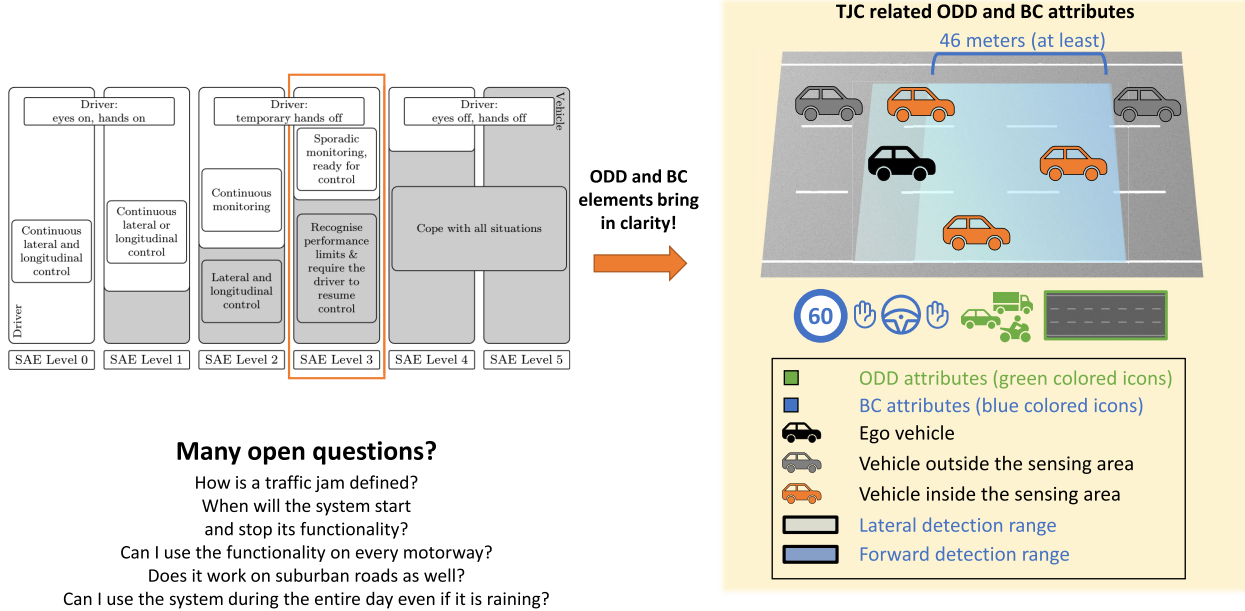 Driver:
eyes on, hands on
Driver:
temporary hands off
Driver:
eyes off, hands off
Vehicle
Continuous
lateral and
longitudinal
control
Driver
Continuous
lateral or
longitudinal
control
Continuous
monitoring
Lateral and
longitudinal
control
Sporadic
monitoring,
ready for
control
Recognise
performance
limits &
require the
driver to
resume
control
Cope with all situations
SAE Level 0
SAE Level 1
SAE Level 2
SAE Level 3
SAE Level 4
SAE Level 5
ODD and BC
elements bring
in clarity!
Many open questions?
How is a traffic jam defined?
When will the system start
and stop its functionality?
Can I use the functionality on every motorway?
Does it work on suburban roads as well?
Can I use the system during the entire day even if it is raining?
TJC related ODD and BC attributes
46 meters (at least)
60
ODD attributes (green colored icons)
BC attributes (blue colored icons)
Ego vehicle
Vehicle outside the sensing area
Vehicle inside the sensing area
Lateral detection range
Forward detection range